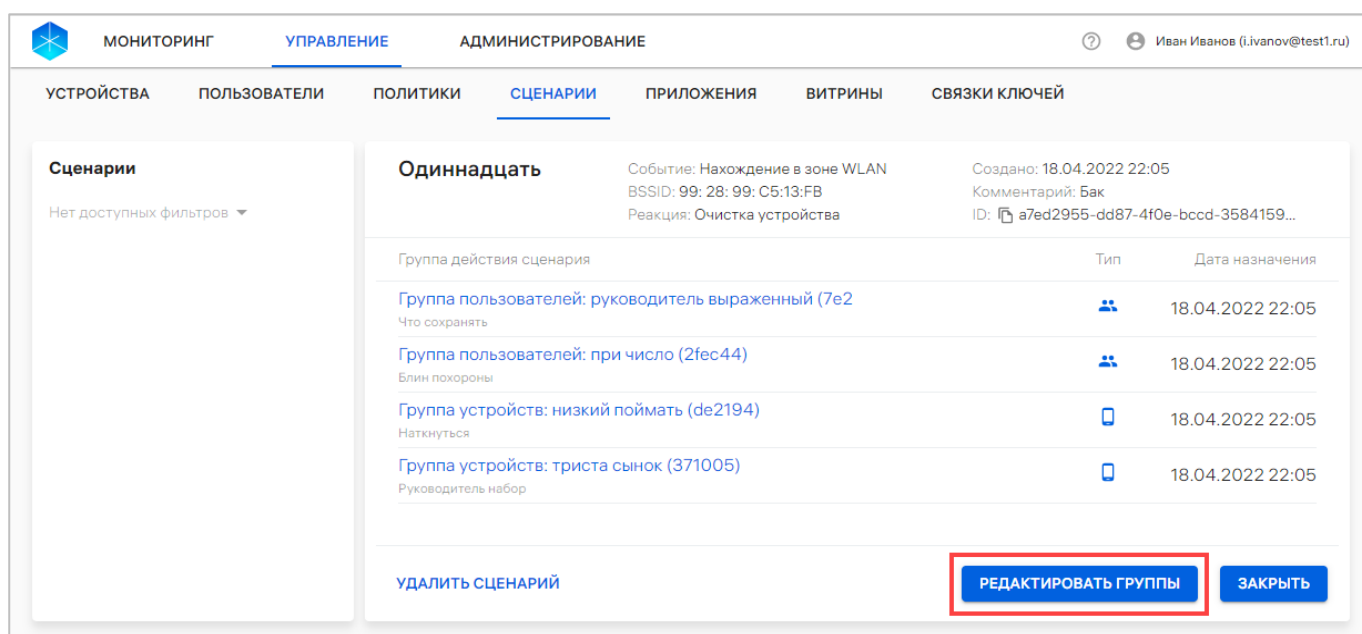 МОНИТОРИНГ УПРАВЛЕНИЕ АДМИНИСТРИРОВАНИЕ Иван Иванов (i.ivanov@test1.ru)
УСТРОЙСТВА ПОЛЬЗОВАТЕЛИ ПОЛИТИКИ СЦЕНАРИИ ПРИЛОЖЕНИЯ ВИТРИНЫ СВЯЗКИ КЛЮЧЕЙ
Сценарии
Нет доступных фильтров
Одиннадцать
Событие: Нахождение в зоне WLAN
BSSID: 99: 28: 99: C5:13:FB
Реакция: Очистка устройства
Создано: 18.04.2022 22:05
Комментарий: Бак
ID: a7ed2955-dd87-4f0e-bccd-3584159...
Группа действия сценария Тип Дата назначения
Группа пользователей: руководитель выраженный (7e2 18.04.2022 22:05
Что сохранять
Группа пользователей: при число (2fec44) 18.04.2022 22:05
Блин похороны
Группа устройств: низкий поймать (de2194) 18.04.2022 22:05
Наткнуться
Группа устройств: триста сынок (371005) 18.04.2022 22:05
Руководитель набор
УДАЛИТЬ СЦЕНАРИЙ РЕДАКТИРОВАТЬ ГРУППЫ ЗАКРЫТЬ